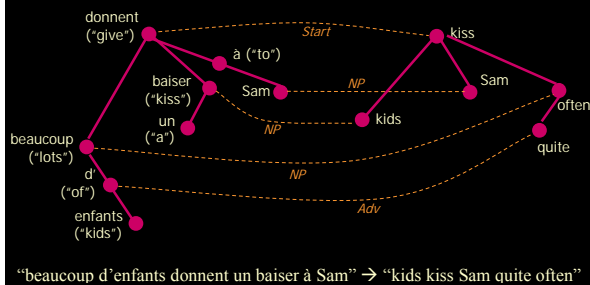 donnent
("give")
Start
kiss
à ("to")
baiser
("kiss")
Sam
NP
Sam
often
un
("a")
NP
kids
beaucoup
("lots")
quite
NP
d'
("of")
Adv
enfants
("kids")
"beaucoup d'enfants donnent un baiser à Sam" → "kids kiss Sam quite often"